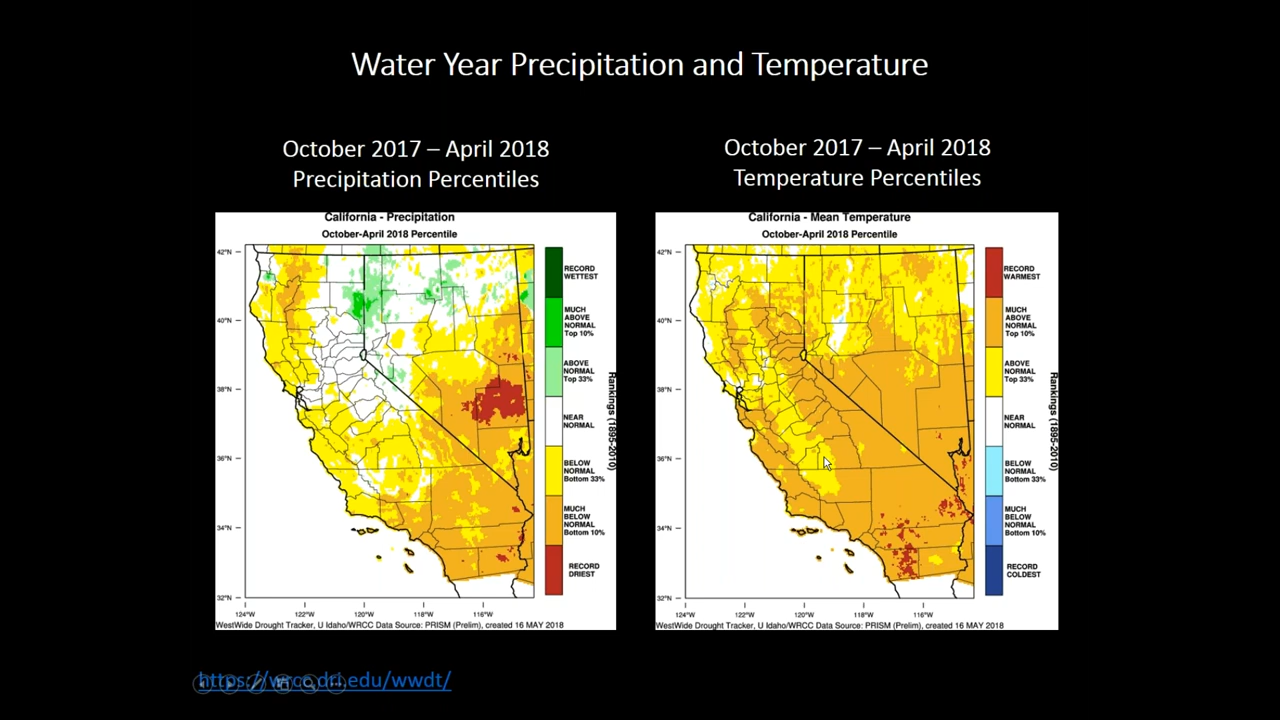 Water Year Precipitation and Temperature
October 2017 – April 2018
Precipitation Percentiles
California - Precipitation
October-April 2018 Percentile
42°N
40°N
38°N
36°N
34°N
32°N
124°W 122°W 120°W 118°W 116°W
RECORD
WETTEST
MUCH
ABOVE
NORMAL
Top 10%
ABOVE
NORMAL
Top 33%
NEAR
NORMAL
BELOW
NORMAL
Bottom 33%
MUCH
BELOW
NORMAL
Bottom 10%
RECORD
DRIEST
Rankings (1895-2010)
WestWide Drought Tracker, U Idaho/WRCC Data Source: PRISM (Prelim), created 16 MAY 2018
October 2017 – April 2018
Temperature Percentiles
California - Mean Temperature
October-April 2018 Percentile
42°N
40°N
38°N
36°N
34°N
32°N
124°W 122°W 120°W 118°W 116°W
RECORD
WARMEST
MUCH
ABOVE
NORMAL
Top 10%
ABOVE
NORMAL
Top 33%
NEAR
NORMAL
BELOW
NORMAL
Bottom 33%
MUCH
BELOW
NORMAL
Bottom 10%
RECORD
COLDEST
Rankings (1895-2010)
WestWide Drought Tracker, U Idaho/WRCC Data Source: PRISM (Prelim), created 16 MAY 2018
https://wrcc.dri.edu/wwdt/